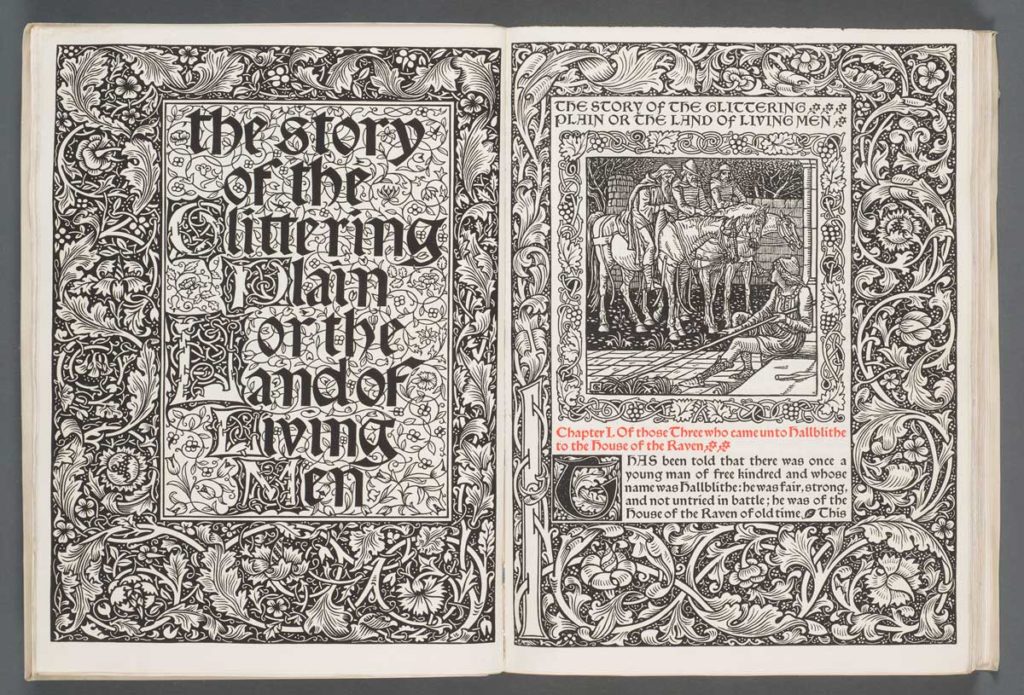 the story
of the
Glittering
Plain
or the
Land of
Living
Men
THE STORY OF THE GLITTERING
PLAIN OR THE LAND OF LIVING MEN
Chapter I. Of those Three who came unto Hallblithe
to the House of the Raven
IT HAS been told that there was once a
young man of free kindred and whose
name was Hallblithe: he was fair, strong,
and not untried in battle; he was of the
House of the Raven of old time. This